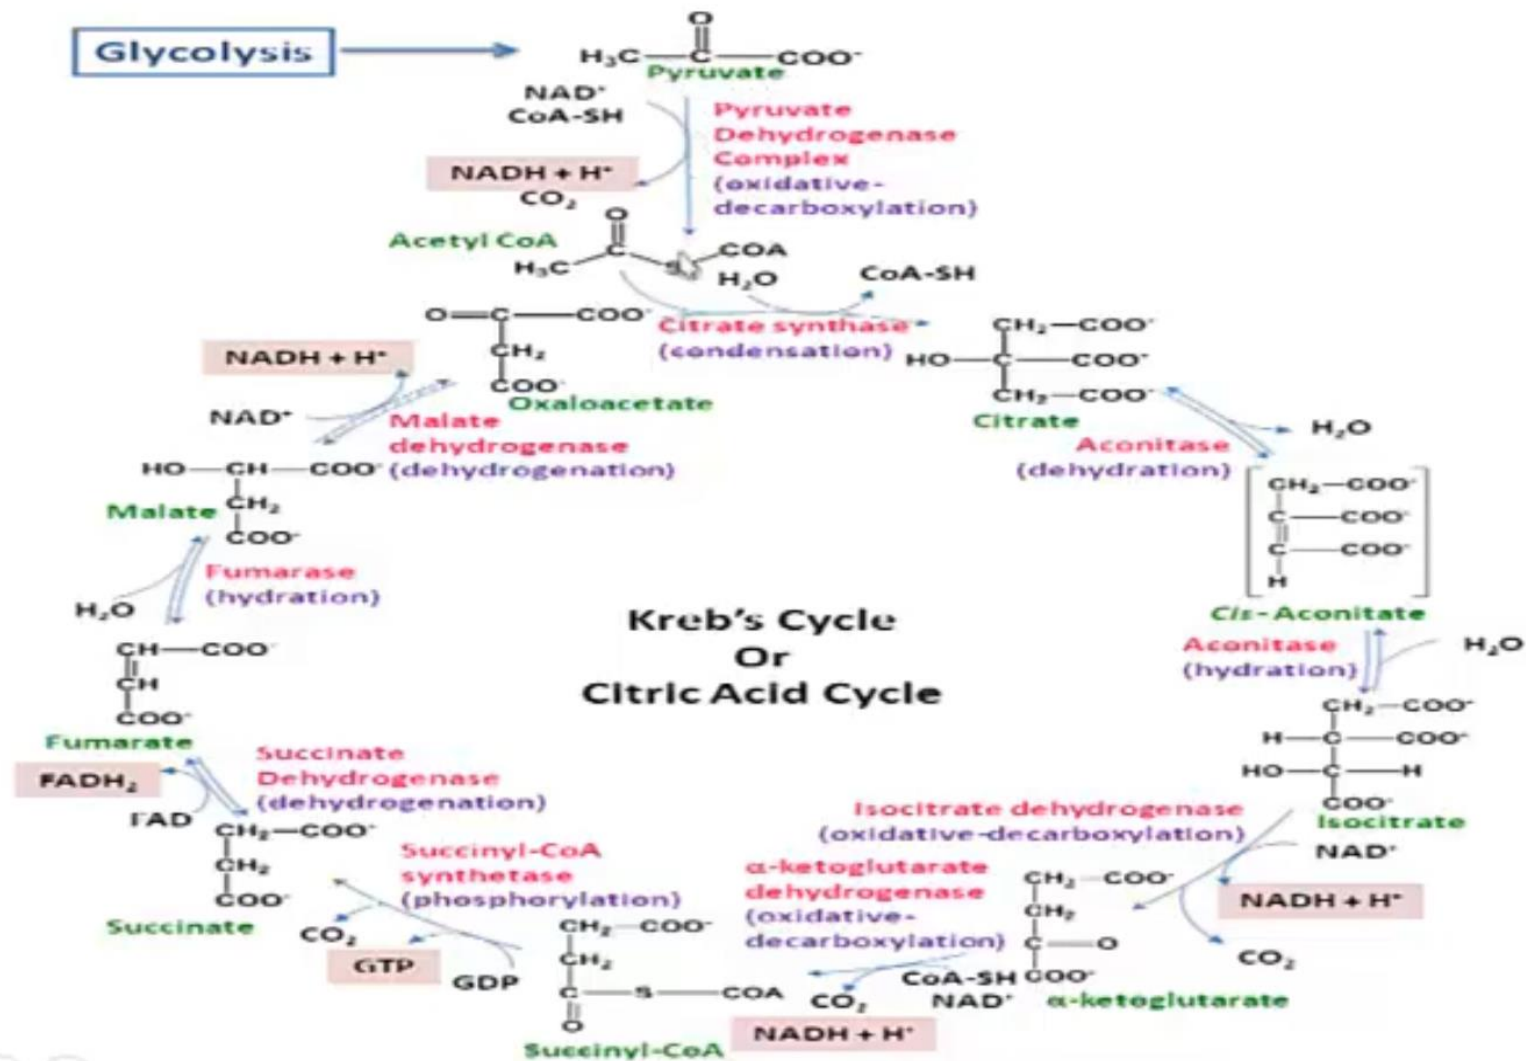 Glycolysis
O
H₃C C COO⁻
Pyruvate
NAD⁺
CoA-SH
Pyruvate
Dehydrogenase
Complex
(oxidative-
decarboxylation)
NADH + H⁺
CO₂
Acetyl CoA
O
C
H₃C S COA
H₂O
CoA-SH
Citrate synthase
(condensation)
O C COO⁻
CH₂
COO⁻
Oxaloacetate
CH₂—COO⁻
HO—C—COO⁻
CH₂—COO⁻
Citrate
Aconitase
(dehydration)
H₂O
CH₂—COO⁻
C—COO⁻
C—COO⁻
H
Cis-Aconitate
Aconitase
(hydration)
H₂O
CH₂—COO⁻
H—C—COO⁻
HO—C—H
COO⁻
Isocitrate
Isocitrate dehydrogenase
(oxidative-decarboxylation)
NAD⁺
NADH + H⁺
CO₂
CH₂—COO⁻
CH₂
C—O
COO⁻
α-ketoglutarate
α-ketoglutarate
dehydrogenase
(oxidative-
decarboxylation)
CoA-SH
NAD⁺
CO₂
NADH + H⁺
CH₂—COO⁻
CH₂
C—S—COA
O
Succinyl-CoA
Succinyl-CoA
synthetase
(phosphorylation)
CO₂
GTP
GDP
CH₂—COO⁻
CH₂
COO⁻
Succinate
Succinate
Dehydrogenase
(dehydrogenation)
FADH₂
FAD
CH—COO⁻
CH
COO⁻
Fumarate
Fumarase
(hydration)
H₂O
HO—CH—COO⁻
CH₂
COO⁻
Malate
Malate
dehydrogenase
(dehydrogenation)
NAD⁺
NADH + H⁺
Kreb's Cycle
Or
Citric Acid Cycle